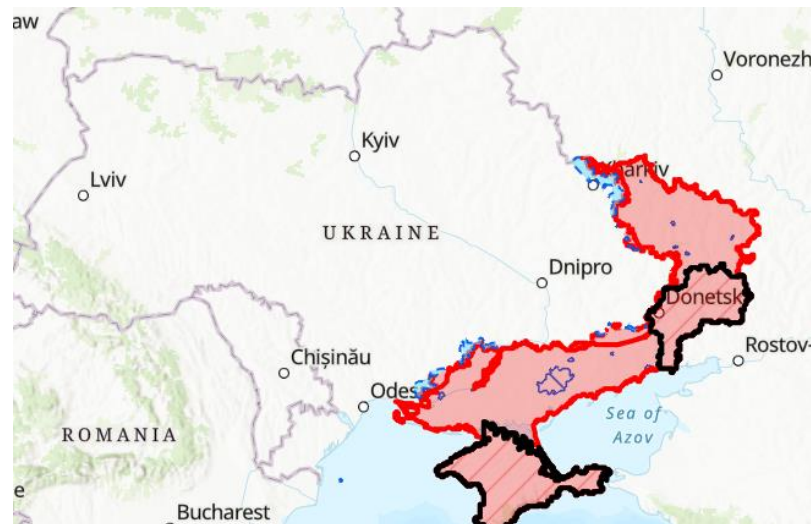 aw
Voronezh
Kyiv
Lviv
UKRAINE
Dnipro
Donetsk
Chișinău
Rostov-
Odes
Sea of
Azov
ROMANIA
e
Bucharest